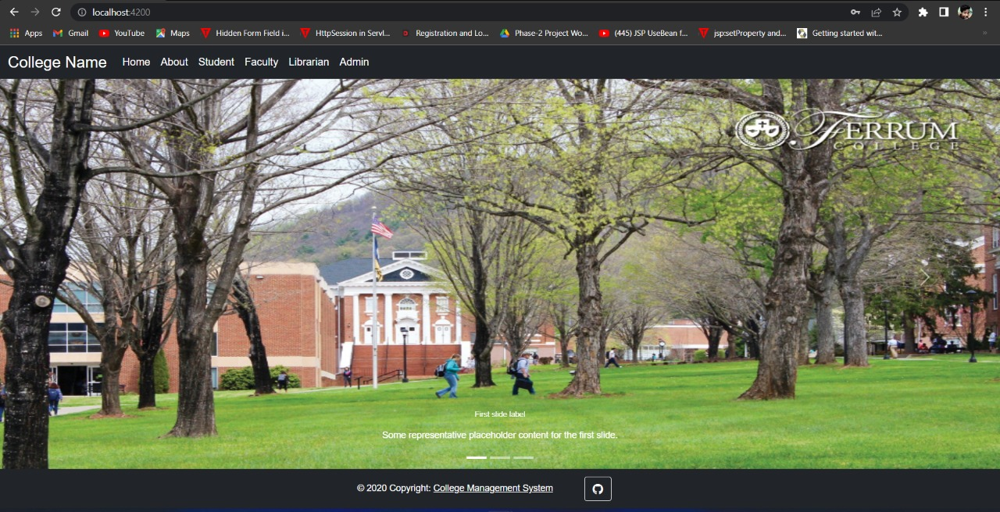 localhost:4200
Apps Gmail YouTube Maps Hidden Form Field i... HttpSession in Servl... Registration and Lo... Phase-2 Project Wo... (445) JSP UseBean f... jsp:setProperty and... Getting started wit...
College Name Home About Student Faculty Librarian Admin
FERRUM
COLLEGE
First slide label
Some representative placeholder content for the first slide.
© 2020 Copyright: College Management System